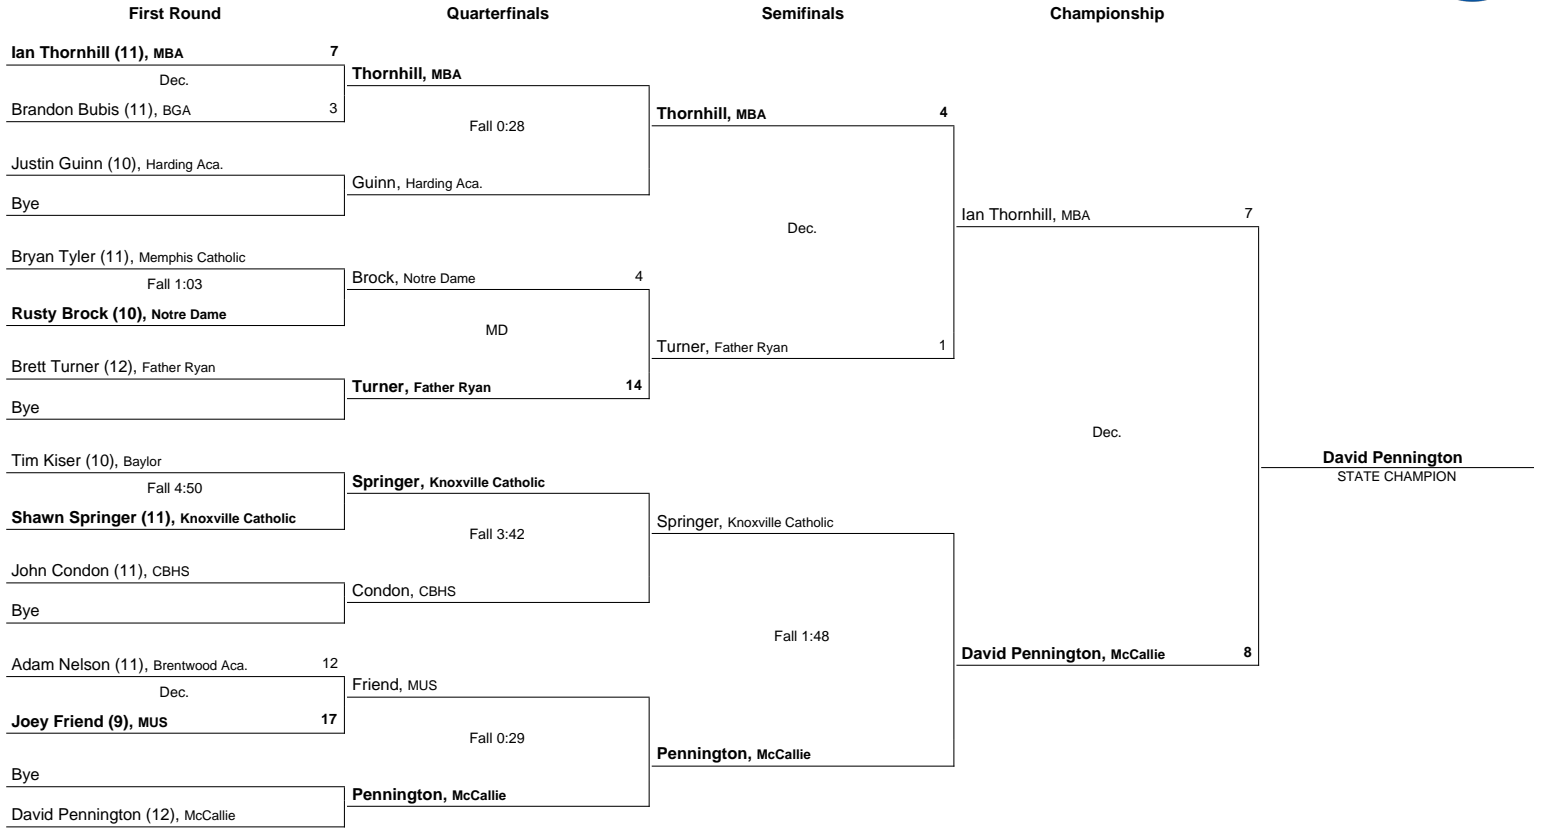 First Round
Quarterfinals
Semifinals
Championship
Ian Thornhill (11), MBA 7
Dec.
Brandon Bubis (11), BGA 3
Justin Guinn (10), Harding Aca.
Bye
Bryan Tyler (11), Memphis Catholic
Fall 1:03
Rusty Brock (10), Notre Dame
Brett Turner (12), Father Ryan
Bye
Tim Kiser (10), Baylor
Fall 4:50
Shawn Springer (11), Knoxville Catholic
John Condon (11), CBHS
Bye
Adam Nelson (11), Brentwood Aca. 12
Dec.
Joey Friend (9), MUS 17
Bye
David Pennington (12), McCallie
Thornhill, MBA
Fall 0:28
Guinn, Harding Aca.
Brock, Notre Dame 4
MD
Turner, Father Ryan 14
Springer, Knoxville Catholic
Fall 3:42
Condon, CBHS
Friend, MUS
Fall 0:29
Pennington, McCallie
Thornhill, MBA 4
Dec.
Turner, Father Ryan 1
Springer, Knoxville Catholic
Fall 1:48
Pennington, McCallie
Ian Thornhill, MBA 7
Dec.
David Pennington, McCallie 8
David Pennington
STATE CHAMPION